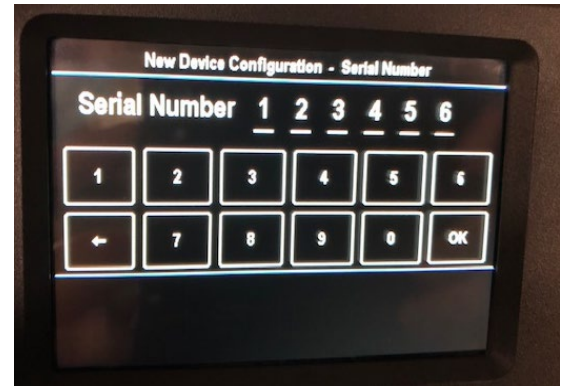 New Device Configuration - Serial Number
Serial Number 1 2 3 4 5 6
1 2 3 4 5 6
← 7 8 9 0 OK